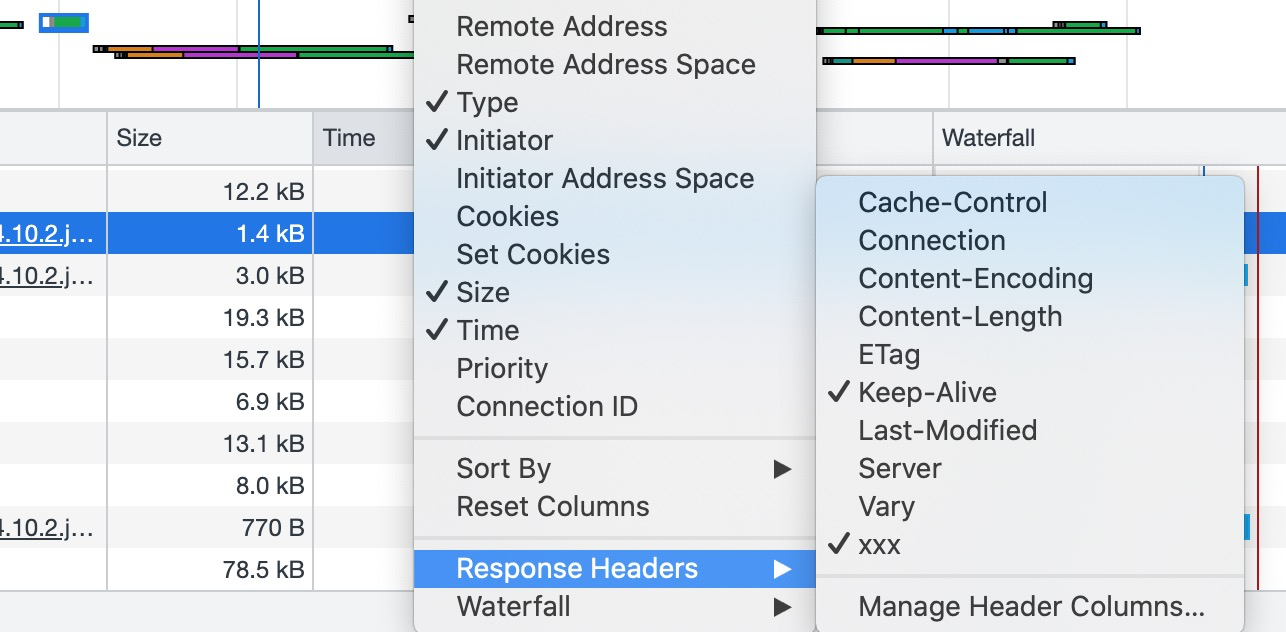 Remote Address
Remote Address Space
Type
Initiator
Initiator Address Space
Cookies
Set Cookies
Size
Time
Priority
Connection ID
Sort By
Reset Columns
Response Headers
Waterfall
Size
Time
Waterfall
12.2 kB
4.10.2.j... 1.4 kB
4.10.2.j... 3.0 kB
19.3 kB
15.7 kB
6.9 kB
13.1 kB
8.0 kB
4.10.2.j... 770 B
78.5 kB
Cache-Control
Connection
Content-Encoding
Content-Length
ETag
Keep-Alive
Last-Modified
Server
Vary
xxx
Manage Header Columns...